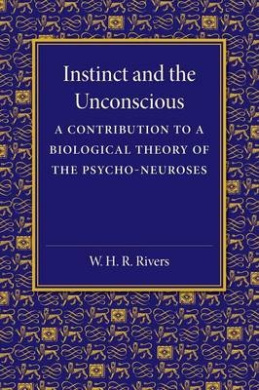 Instinct and the
Unconscious
A CONTRIBUTION TO A
BIOLOGICAL THEORY OF
THE PSYCHO-NEUROSES
W. H. R. Rivers